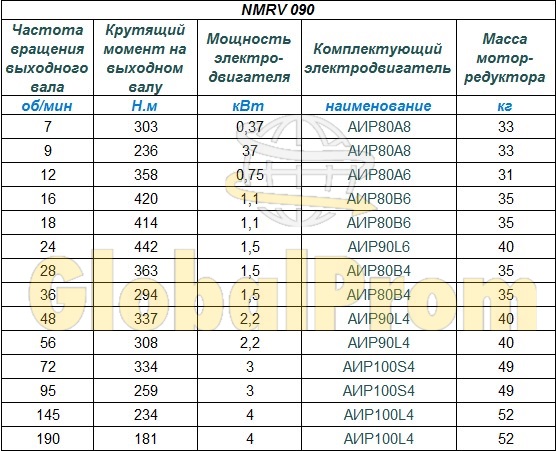 NMRV 090
Частота вращения выходного вала Крутящий момент на выходном валу Мощность электро-двигателя Комплектующий электродвигатель Масса мотор-редуктора
об/мин Н.м кВт наименование кг
7 303 0,37 АИР80А8 33
9 236 37 АИР80А8 33
12 358 0,75 АИР80А6 31
16 420 1,1 АИР80В6 35
18 414 1,1 АИР80В6 35
24 442 1,5 АИР90L6 40
28 363 1,5 АИР80В4 35
36 294 1,5 АИР80В4 35
48 337 2,2 АИР90L4 40
56 308 2,2 АИР90L4 40
72 334 3 АИР100S4 49
95 259 3 АИР100S4 49
145 234 4 АИР100L4 52
190 181 4 АИР100L4 52
GlobalProm